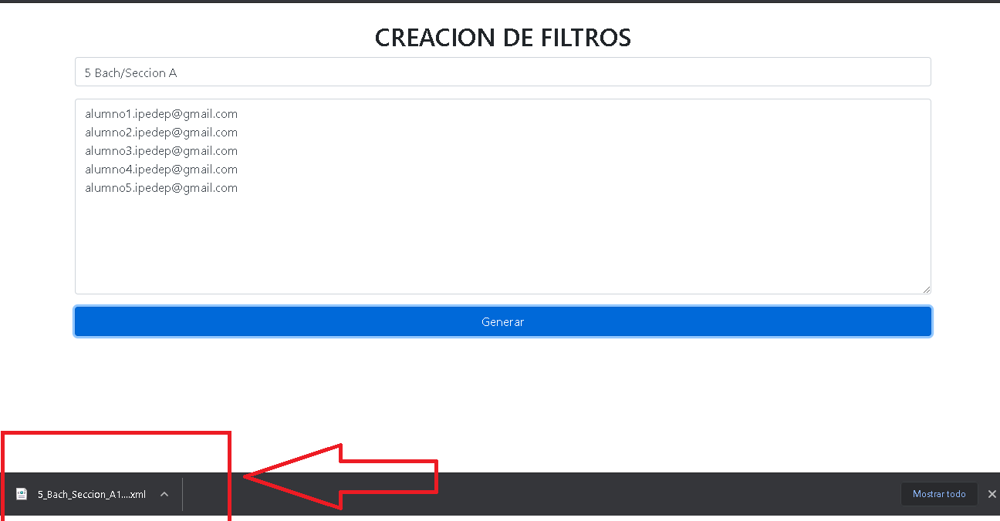 CREACION DE FILTROS
5 Bach/Seccion A
alumno1.ipedep@gmail.com
alumno2.ipedep@gmail.com
alumno3.ipedep@gmail.com
alumno4.ipedep@gmail.com
alumno5.ipedep@gmail.com
Generar
5_Bach_Seccion_A1....xml
Mostrar todo